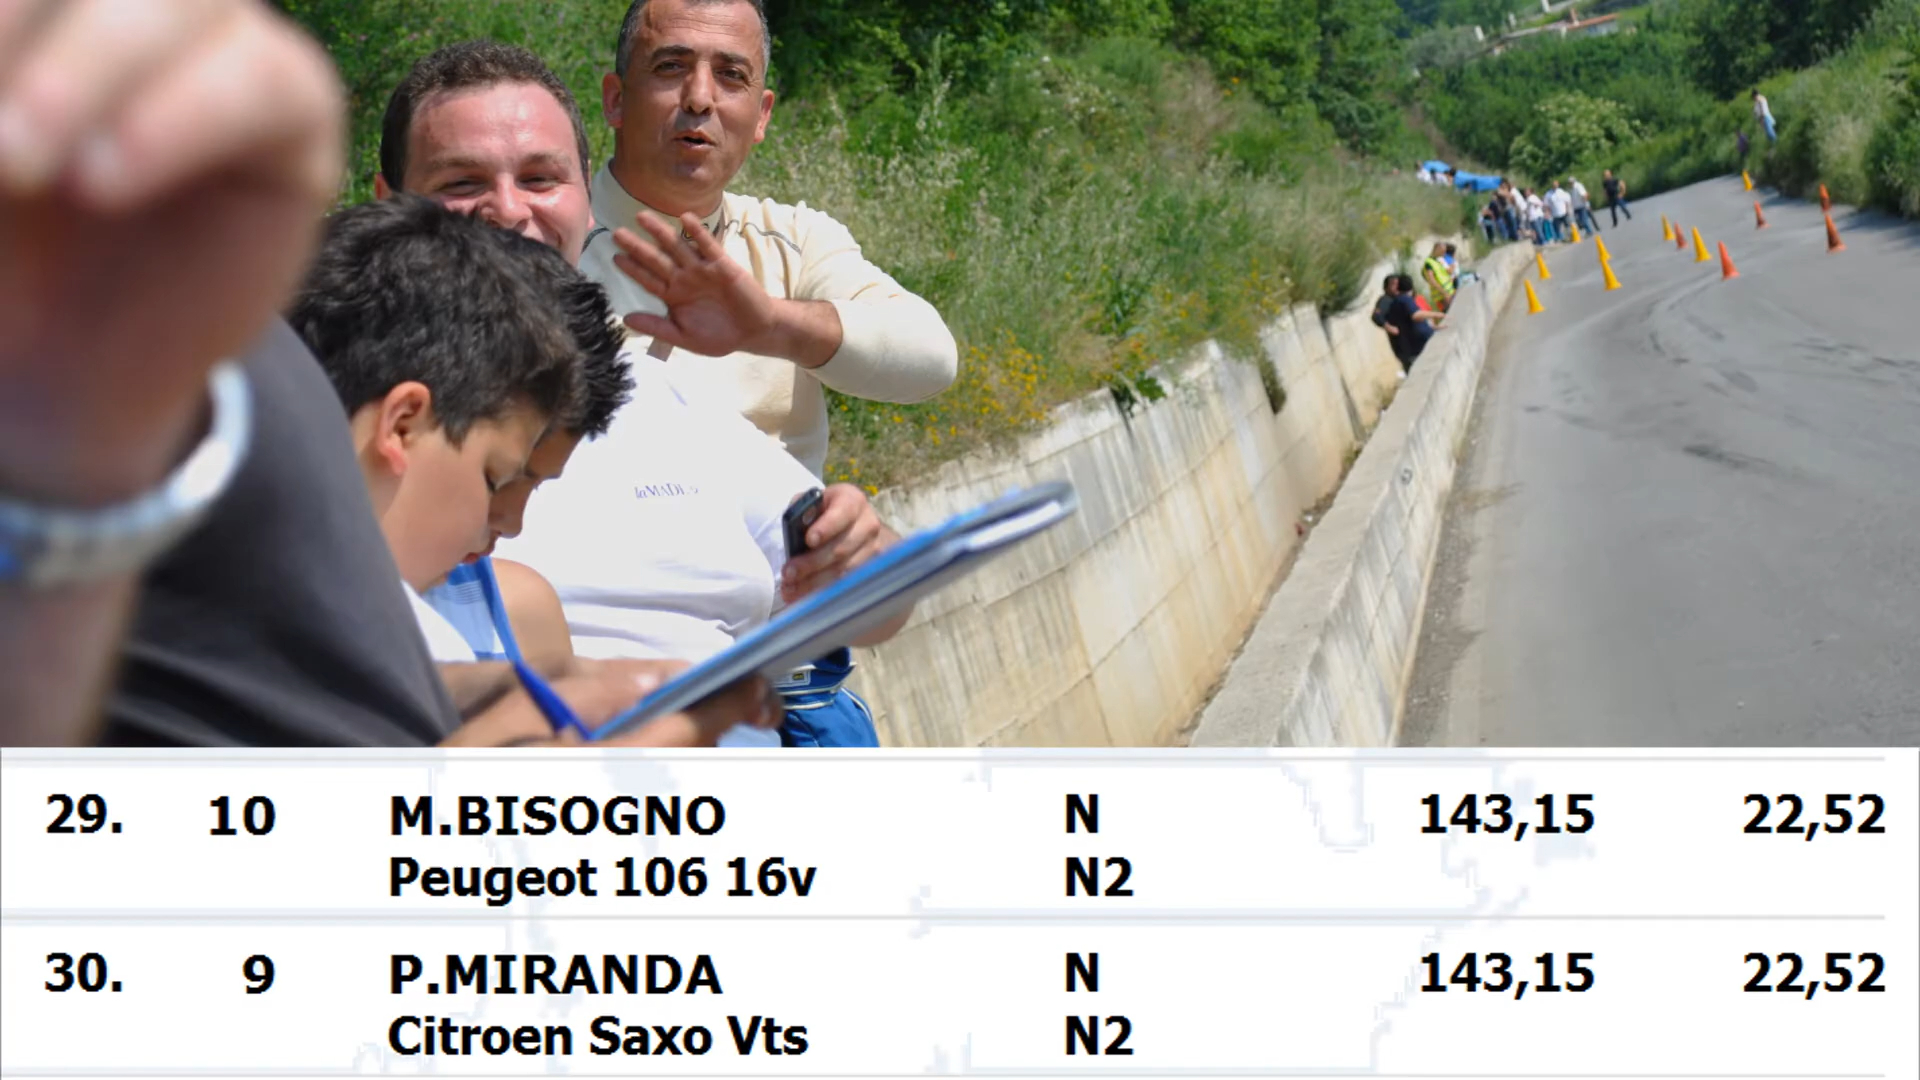 29. 10 M.BISOGNO N 143,15 22,52
Peugeot 106 16v N2
30. 9 P.MIRANDA N 143,15 22,52
Citroen Saxo Vts N2